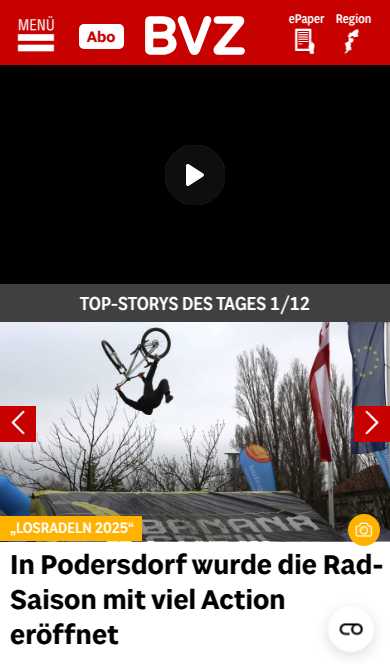 MENÜ
Abo
BVZ
ePaper
Region
TOP-STORYS DES TAGES 1/12
BANANA
„LOSRADELN 2025“
In Podersdorf wurde die Rad-
Saison mit viel Action
eröffnet